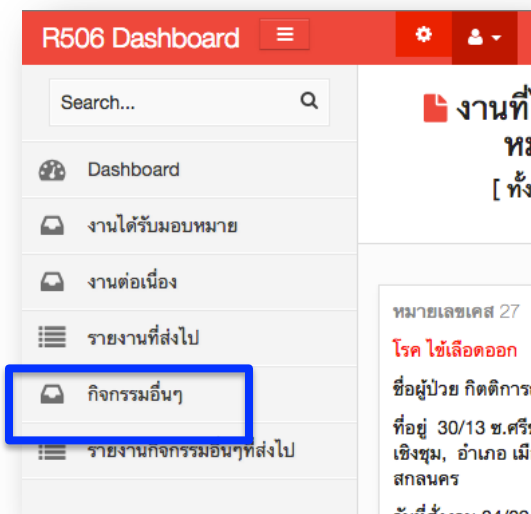 R506 Dashboard
Search...
Dashboard
งานได้รับมอบหมาย
งานต่อเนื่อง
รายงานที่ส่งไป
กิจกรรมอื่นๆ
รายงานกิจกรรมอื่นๆที่ส่งไป
งานที่
[ ทั้ง
หมายเลขเคส 27
โรค ไข้เลือดออก
ชื่อผู้ป่วย กิตติการ
ที่อยู่ 30/13 ซ.ศรี
เชิงชุม, อำเภอ เมื
สกลนคร